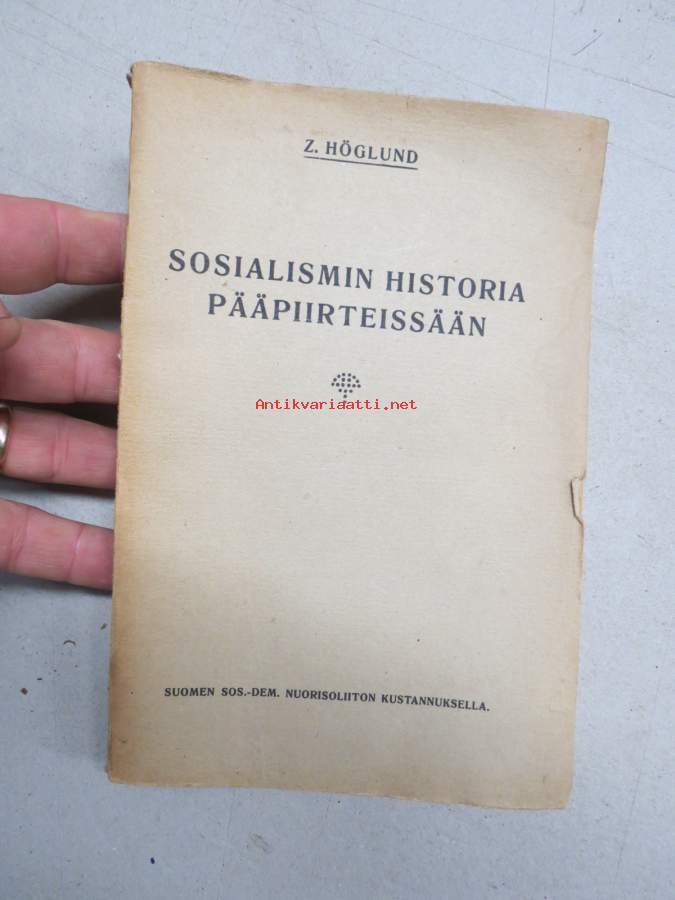 Z. HÖGLUND
SOSIALISMIN HISTORIA
PÄÄPIIRTEISSÄÄN
Antikvariaatti.net
SUOMEN SOS.-DEM. NUORISOLIITON KUSTANNUKSELLA.